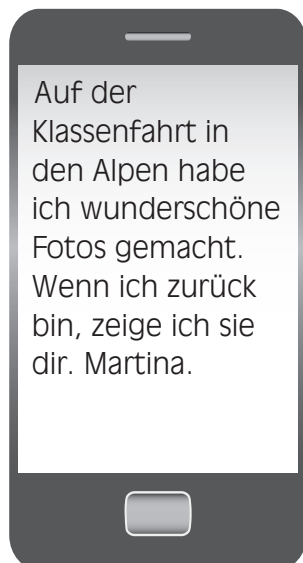 Auf der
Klassenfahrt in
den Alpen habe
ich wunderschöne
Fotos gemacht.
Wenn ich zurück
bin, zeige ich sie
dir. Martina.